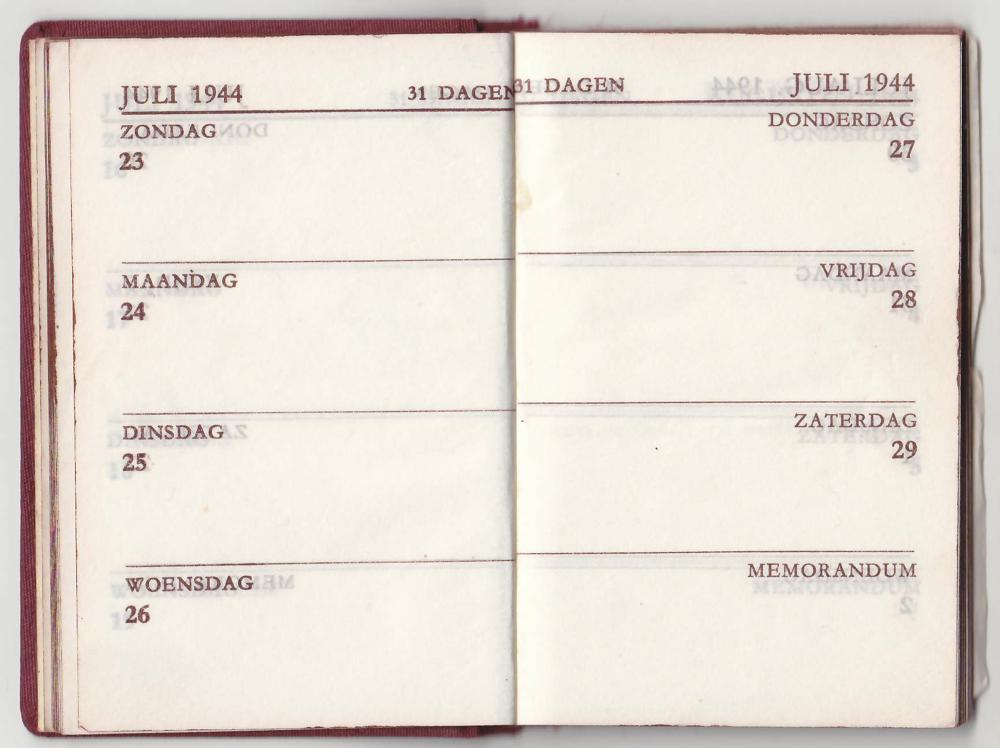 JULI 1944 31 DAGEN
ZONDAG
23
MAANDAG
24
DINSDAG
25
WOENSDAG
26
31 DAGEN JULI 1944
DONDERDAG
27
VRIJDAG
28
ZATERDAG
29
MEMORANDUM